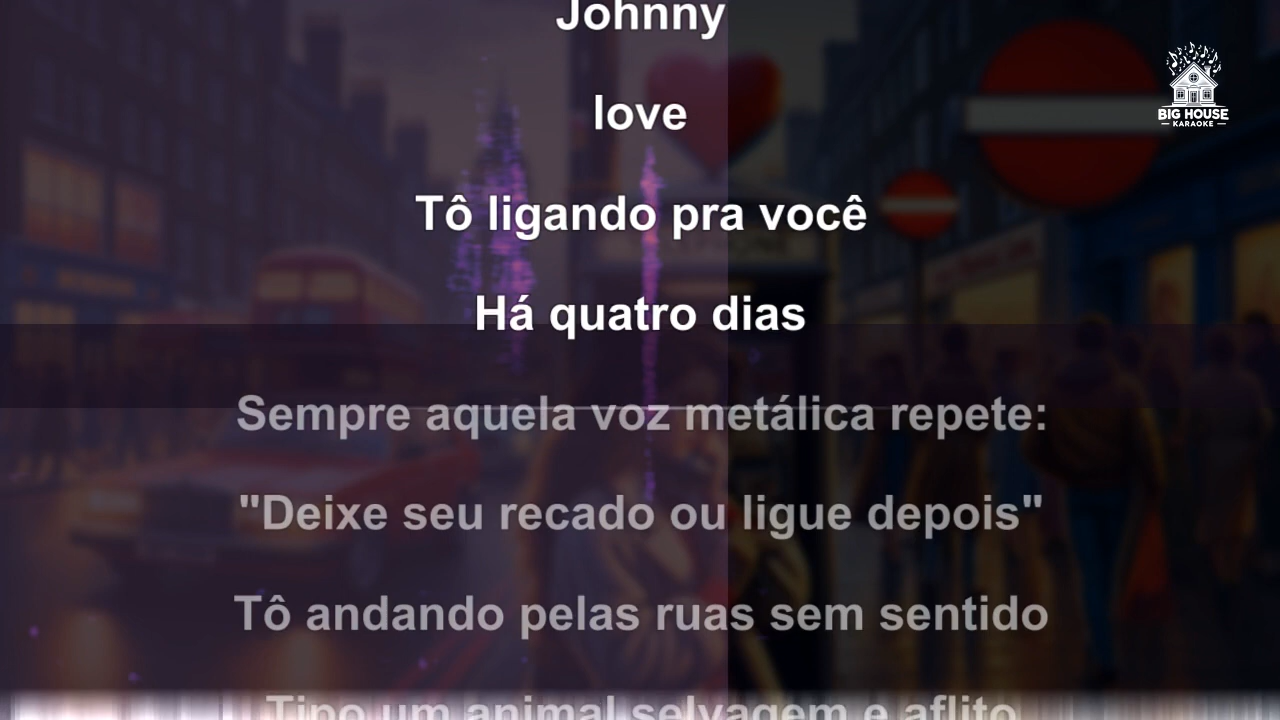 Johnny
BIG HOUSE
KARAOKE
love
Tô ligando pra você
Há quatro dias
Sempre aquela voz metálica repete:
"Deixe seu recado ou ligue depois"
Tô andando pelas ruas sem sentido
Tipo um animal selvagem e aflito